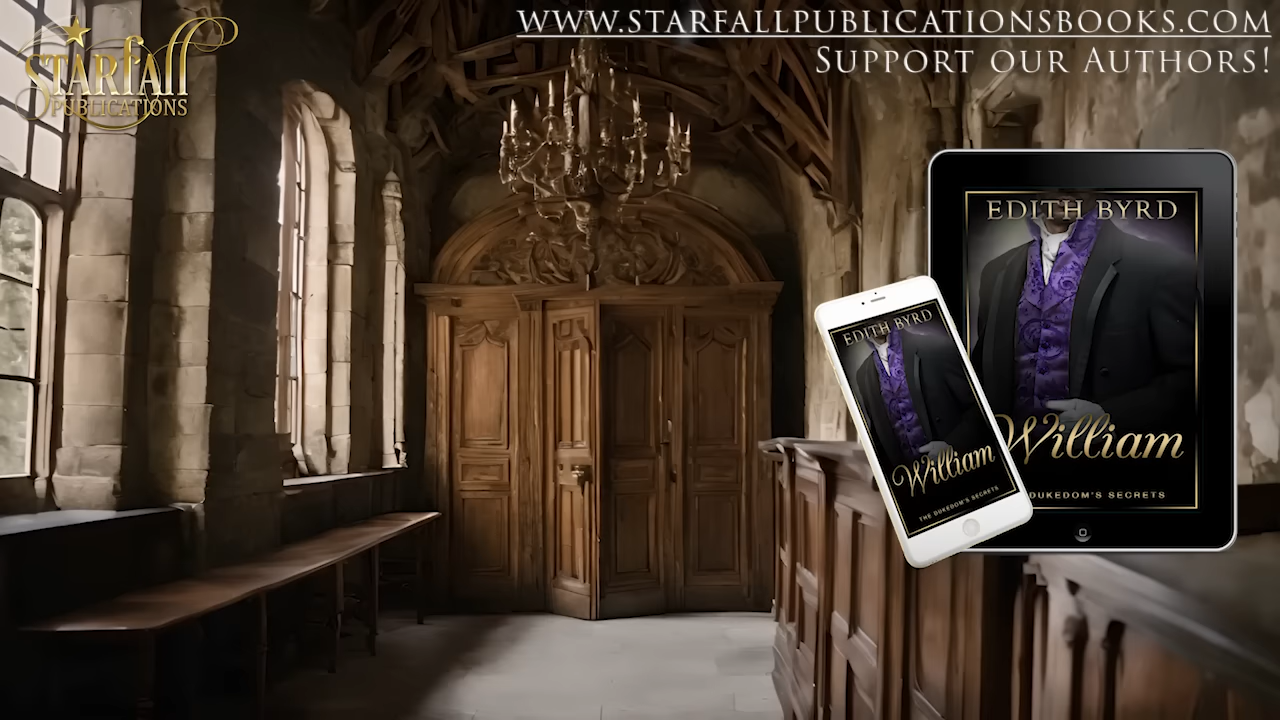 STARfall
PUBLICATIONS
WWW.STARFALLPUBLICATIONSBOOKS.COM
SUPPORT OUR AUTHORS!
EDITH BYRD
William
DUKEDOM'S SECRETS
EDITH BYRD
William
THE DUKEDOM'S SECRETS